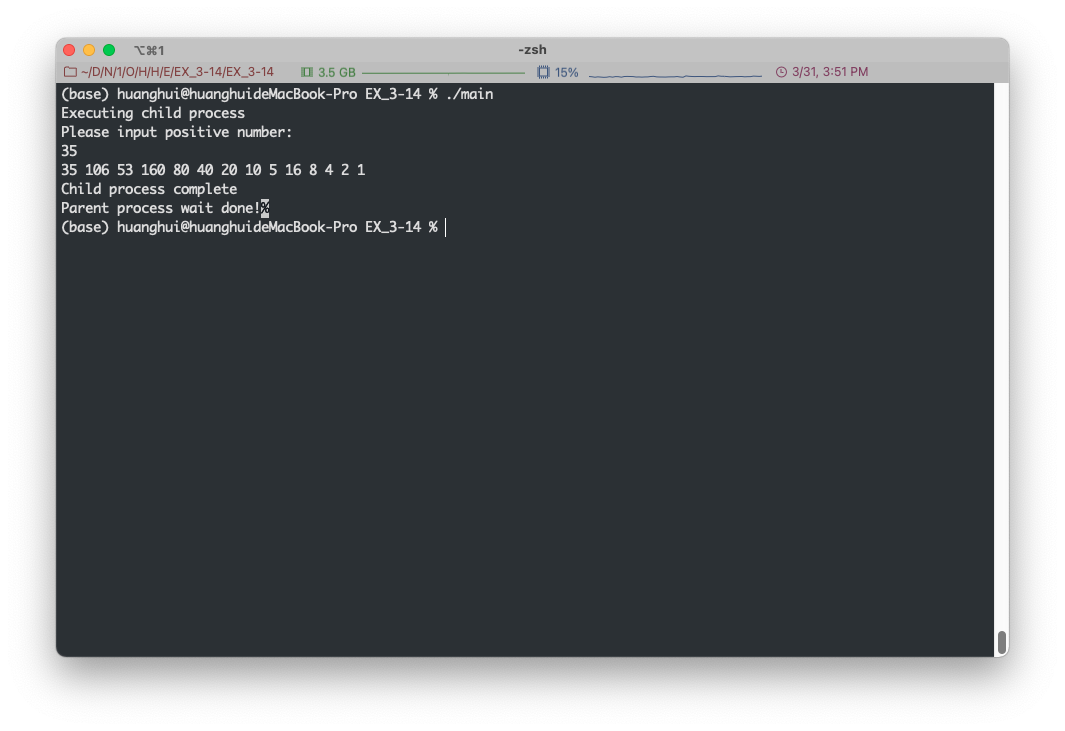 ⌥⌘1
-zsh
~/D/N/1/O/H/H/E/EX_3-14/EX_3-14 3.5 GB 15% 3/31, 3:51 PM
(base) huanghui@huanghuideMacBook-Pro EX_3-14 % ./main
Executing child process
Please input positive number:
35
35 106 53 160 80 40 20 10 5 16 8 4 2 1
Child process complete
Parent process wait done!%
(base) huanghui@huanghuideMacBook-Pro EX_3-14 %